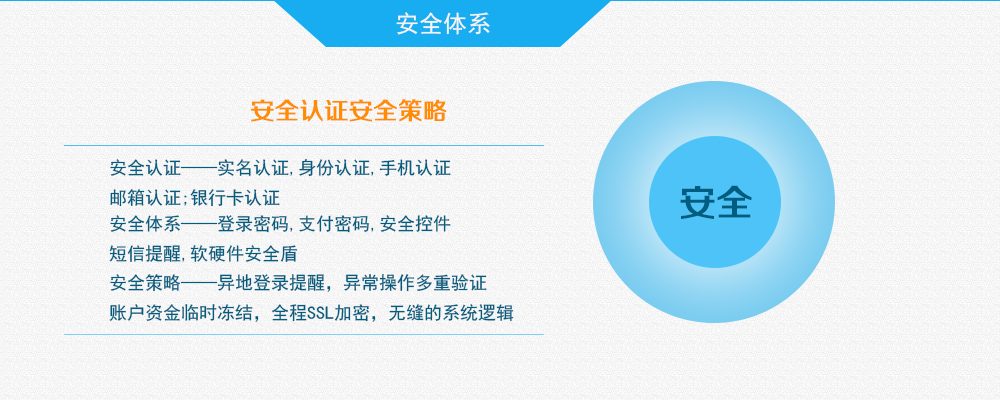 安全体系
安全认证安全策略
安全认证——实名认证,身份认证,手机认证
邮箱认证;银行卡认证
安全体系——登录密码,支付密码,安全控件
短信提醒,软硬件安全盾
安全策略——异地登录提醒，异常操作多重验证
账户资金临时冻结，全程SSL加密，无缝的系统逻辑
安全